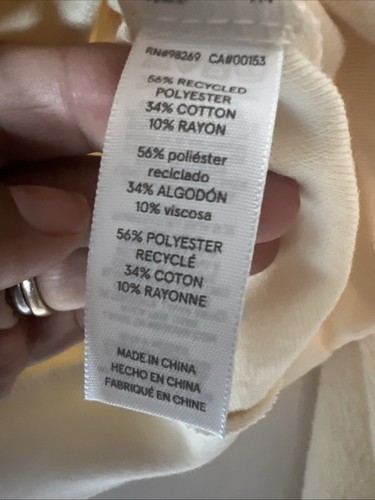 RN#98269 CA#00153
56% RECYCLED
POLYESTER
34% COTTON
10% RAYON
56% poliéster
reciclado
34% ALGODÓN
10% viscosa
56% POLYESTER
RECYCLÉ
34% COTON
10% RAYONNE
MADE IN CHINA
HECHO EN CHINA
FABRIQUÉ EN CHINE